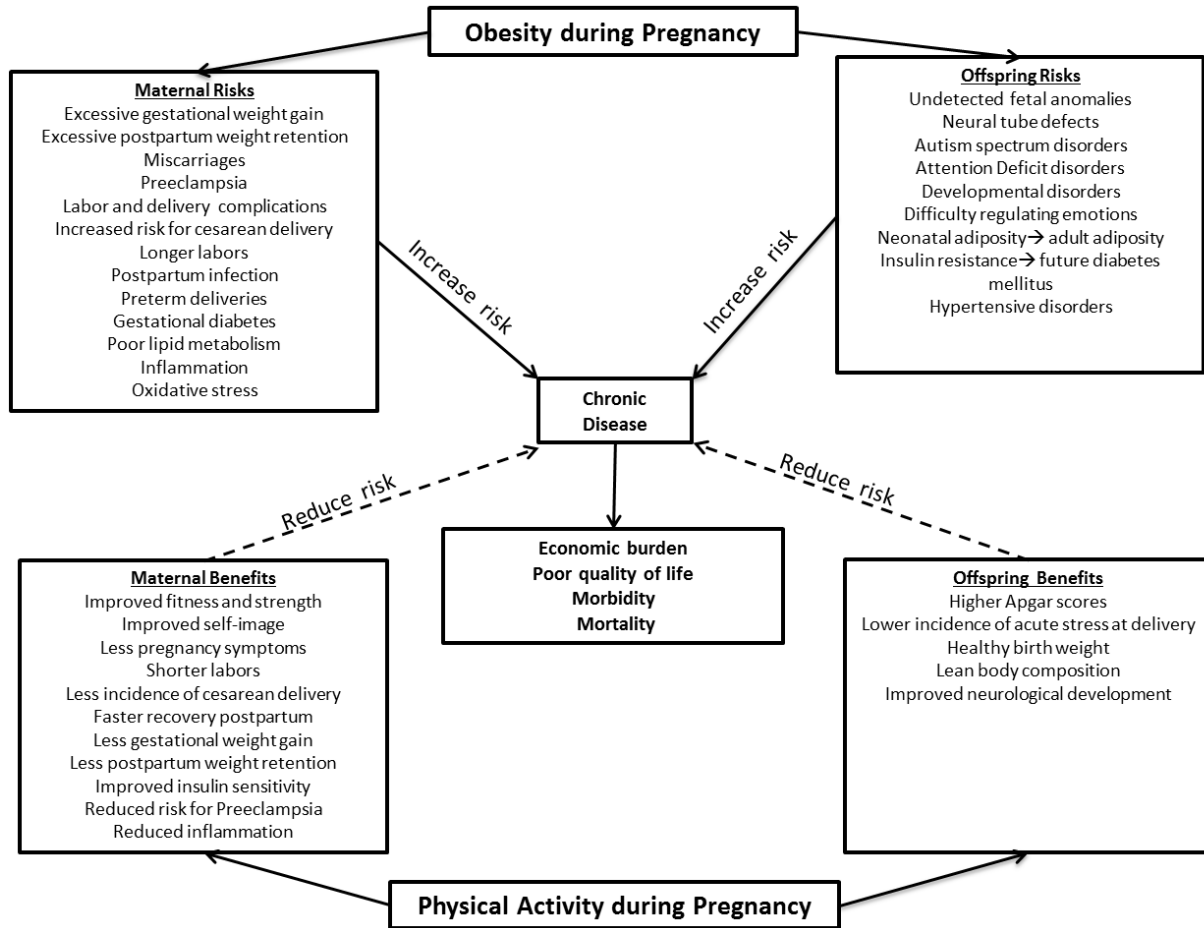 Obesity during Pregnancy
Maternal Risks
Excessive gestational weight gain
Excessive postpartum weight retention
Miscarriages
Preeclampsia
Labor and delivery complications
Increased risk for cesarean delivery
Longer labors
Postpartum infection
Preterm deliveries
Gestational diabetes
Poor lipid metabolism
Inflammation
Oxidative stress
Offspring Risks
Undetected fetal anomalies
Neural tube defects
Autism spectrum disorders
Attention Deficit disorders
Developmental disorders
Difficulty regulating emotions
Neonatal adiposity→ adult adiposity
Insulin resistance→ future diabetes
mellitus
Hypertensive disorders
Increase risk
Increase risk
Chronic
Disease
Reduce risk
Reduce risk
Economic burden
Poor quality of life
Morbidity
Mortality
Maternal Benefits
Improved fitness and strength
Improved self-image
Less pregnancy symptoms
Shorter labors
Less incidence of cesarean delivery
Faster recovery postpartum
Less gestational weight gain
Less postpartum weight retention
Improved insulin sensitivity
Reduced risk for Preeclampsia
Reduced inflammation
Offspring Benefits
Higher Apgar scores
Lower incidence of acute stress at delivery
Healthy birth weight
Lean body composition
Improved neurological development
Physical Activity during Pregnancy